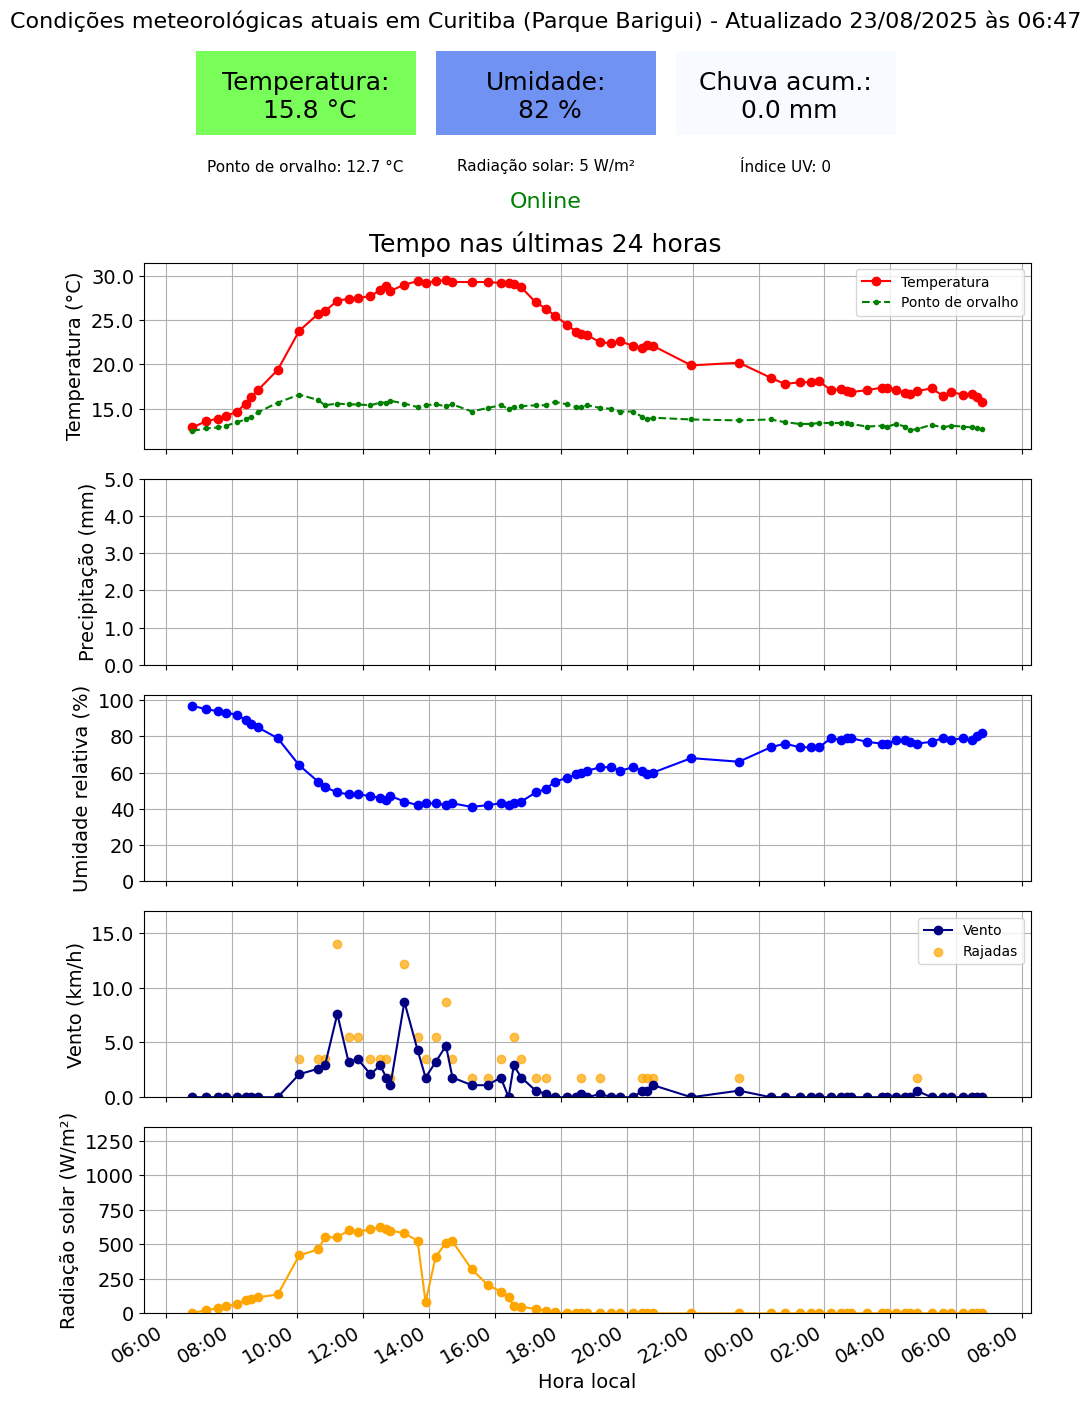 Condições meteorológicas atuais em Curitiba (Parque Barigui) - Atualizado 23/08/2025 às 06:47
Temperatura:
15.8 °C
Umidade:
82 %
Chuva acum.:
0.0 mm
Ponto de orvalho: 12.7 °C
Radiação solar: 5 W/m²
Índice UV: 0
Online
Tempo nas últimas 24 horas
Temperatura (°C)
30.0
25.0
20.0
15.0
Temperatura
Ponto de orvalho
Precipitação (mm)
5.0
4.0
3.0
2.0
1.0
0.0
Umidade relativa (%)
100
80
60
40
20
0
Vento (km/h)
15.0
10.0
5.0
0.0
Vento
Rajadas
Radiação solar (W/m²)
1250
1000
750
500
250
0
06:00
08:00
10:00
12:00
14:00
16:00
18:00
20:00
22:00
00:00
02:00
04:00
06:00
08:00
Hora local